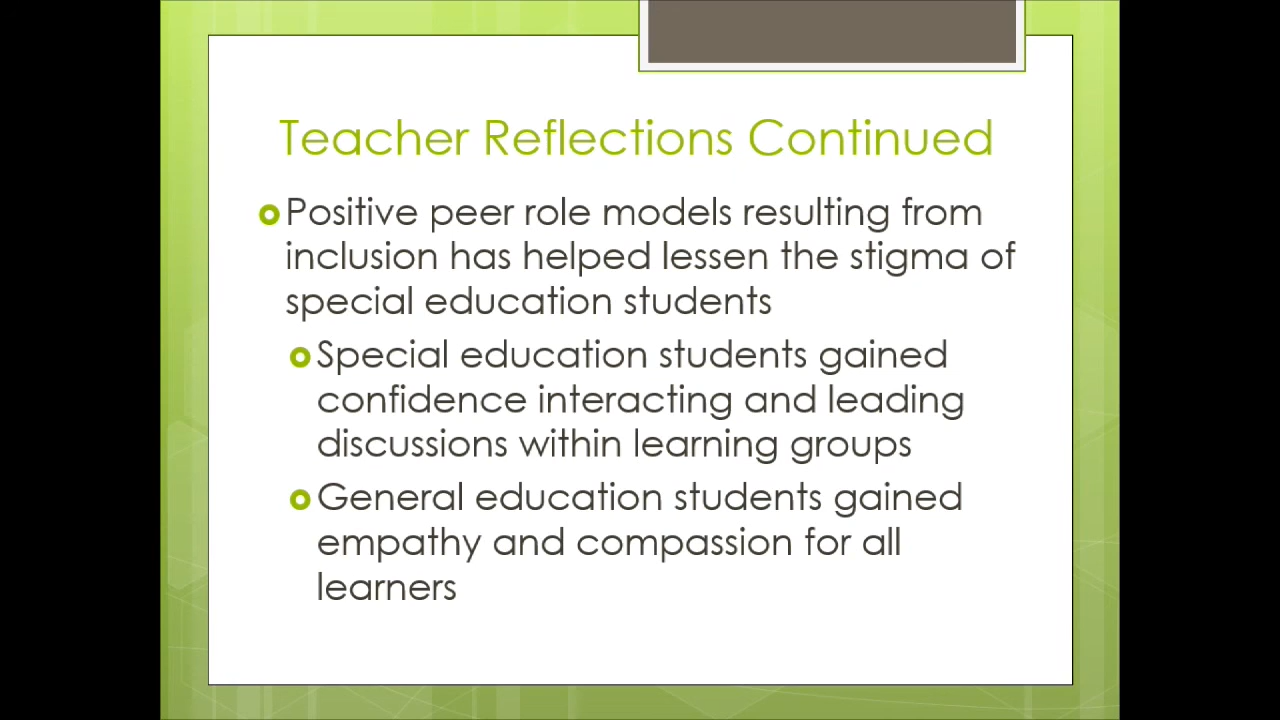 Teacher Reflections Continued
Positive peer role models resulting from
inclusion has helped lessen the stigma of
special education students
Special education students gained
confidence interacting and leading
discussions within learning groups
General education students gained
empathy and compassion for all
learners